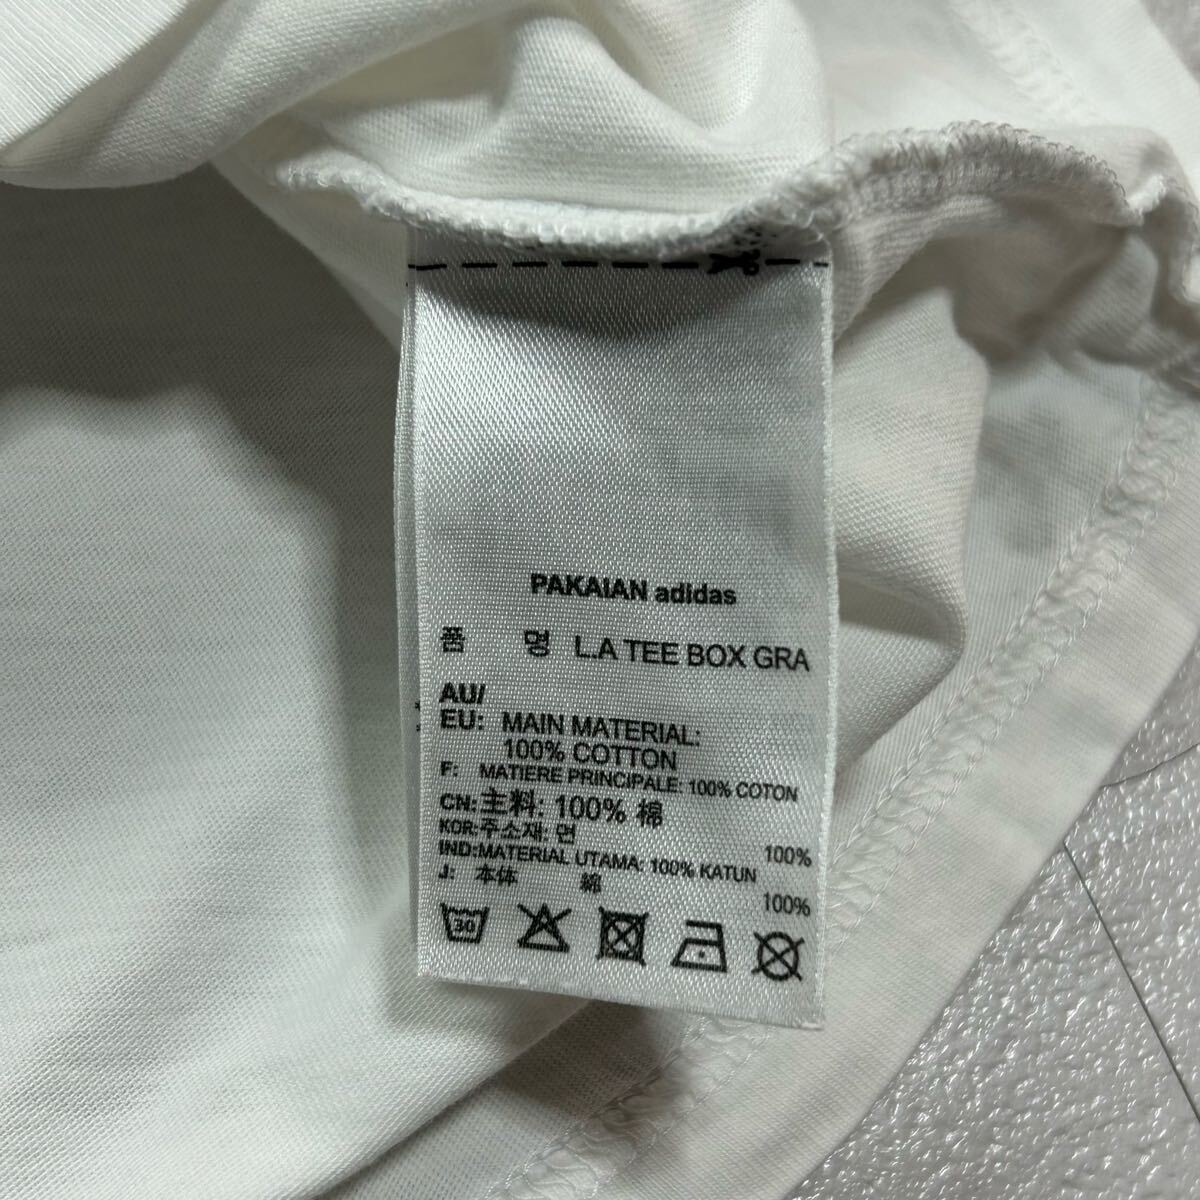 PAKAIAN adidas
품 명 L.A TEE BOX GRA
AU/
EU: MAIN MATERIAL:
100% COTTON
F: MATIERE PRINCIPALE: 100% COTON
CN: 主料: 100% 棉
KOR: 주소재: 면 100%
IND: MATERIAL UTAMA: 100% KATUN
J: 本体 綿 100%
30